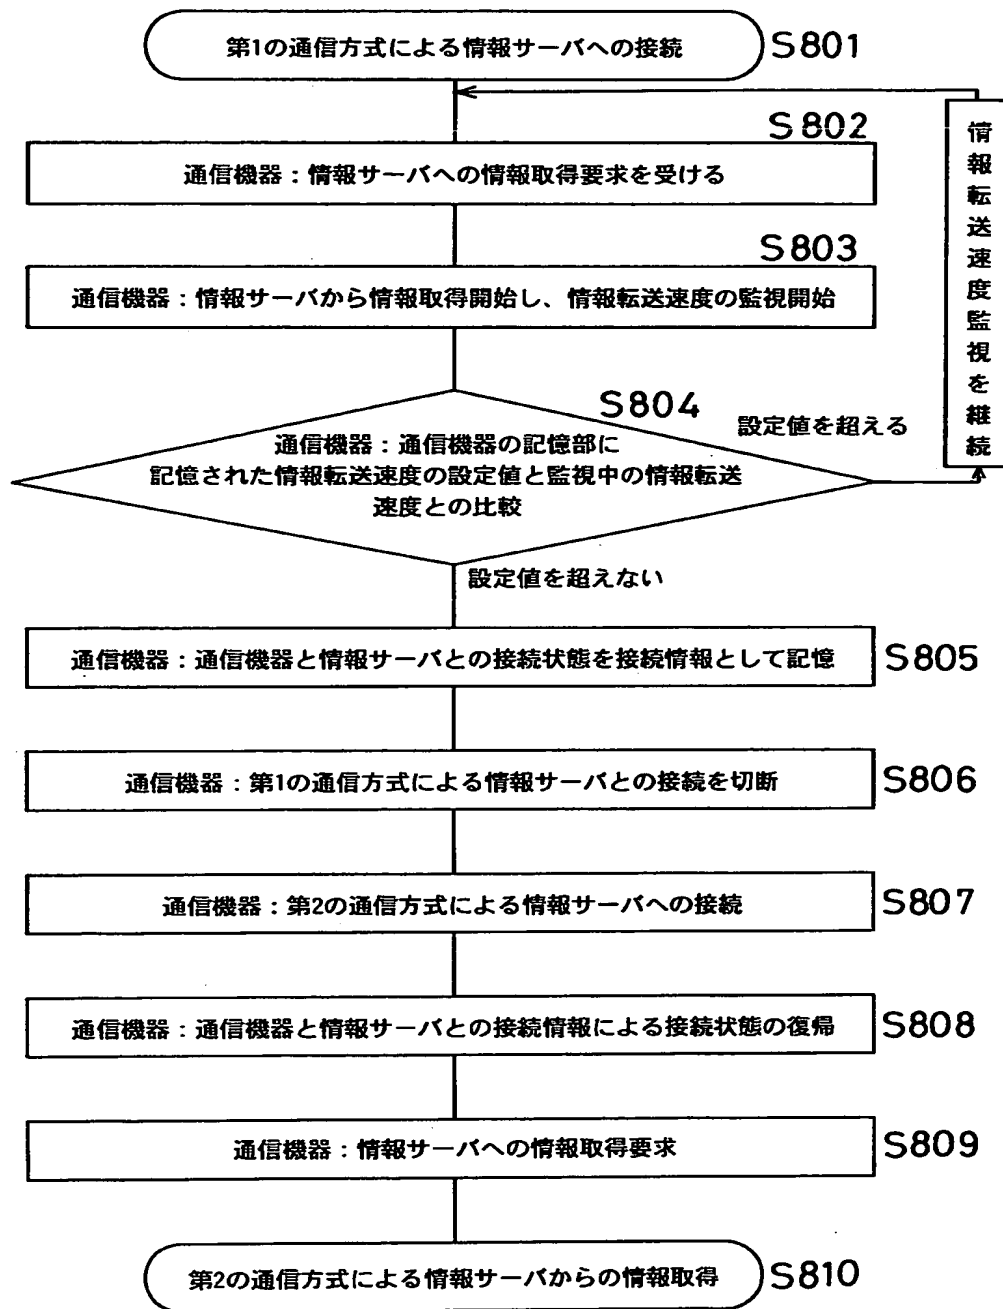 第1の通信方式による情報サーバへの接続
S801
S802
通信機器：情報サーバへの情報取得要求を受ける
S803
通信機器：情報サーバから情報取得開始し、情報転送速度の監視開始
S804
通信機器：通信機器の記憶部に
記憶された情報転送速度の設定値と監視中の情報転送
速度との比較
設定値を超える
情報転送速度監視を継続
設定値を超えない
通信機器：通信機器と情報サーバとの接続状態を接続情報として記憶
S805
通信機器：第1の通信方式による情報サーバとの接続を切断
S806
通信機器：第2の通信方式による情報サーバへの接続
S807
通信機器：通信機器と情報サーバとの接続情報による接続状態の復帰
S808
通信機器：情報サーバへの情報取得要求
S809
第2の通信方式による情報サーバからの情報取得
S810